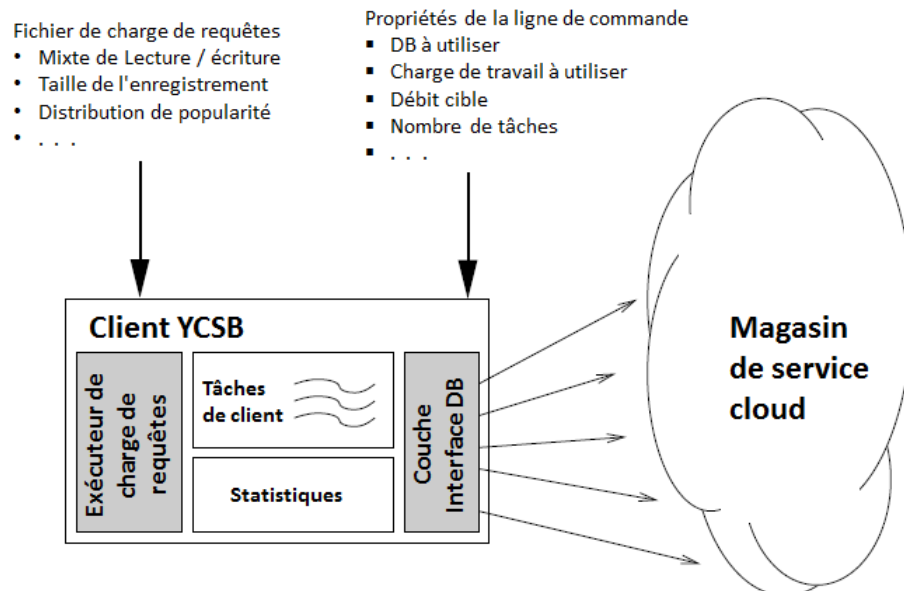 Fichier de charge de requêtes
• Mixte de Lecture / écriture
• Taille de l'enregistrement
• Distribution de popularité
• . . .
Propriétés de la ligne de commande
▪ DB à utiliser
▪ Charge de travail à utiliser
▪ Débit cible
▪ Nombre de tâches
▪ . . .
Client YCSB
Exécuteur de
charge de
requêtes
Tâches
de client
Statistiques
Couche
Interface DB
Magasin
de service
cloud